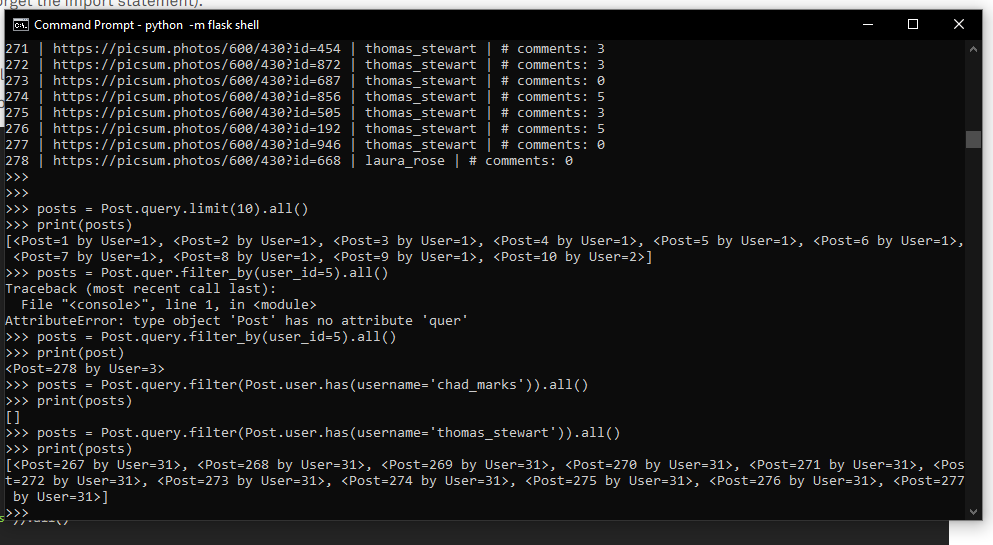 orget the import statement).
Command Prompt - python  -m flask shell
271 | https://picsum.photos/600/430?id=454 | thomas_stewart | # comments: 3
272 | https://picsum.photos/600/430?id=872 | thomas_stewart | # comments: 3
273 | https://picsum.photos/600/430?id=687 | thomas_stewart | # comments: 0
274 | https://picsum.photos/600/430?id=856 | thomas_stewart | # comments: 5
275 | https://picsum.photos/600/430?id=505 | thomas_stewart | # comments: 3
276 | https://picsum.photos/600/430?id=192 | thomas_stewart | # comments: 5
277 | https://picsum.photos/600/430?id=946 | thomas_stewart | # comments: 0
278 | https://picsum.photos/600/430?id=668 | laura_rose | # comments: 0
>>>
>>>
>>> posts = Post.query.limit(10).all()
>>> print(posts)
[<Post=1 by User=1>, <Post=2 by User=1>, <Post=3 by User=1>, <Post=4 by User=1>, <Post=5 by User=1>, <Post=6 by User=1>,
 <Post=7 by User=1>, <Post=8 by User=1>, <Post=9 by User=1>, <Post=10 by User=2>]
>>> posts = Post.quer.filter_by(user_id=5).all()
Traceback (most recent call last):
  File "<console>", line 1, in <module>
AttributeError: type object 'Post' has no attribute 'quer'
>>> posts = Post.query.filter_by(user_id=5).all()
>>> print(post)
<Post=278 by User=3>
>>> posts = Post.query.filter(Post.user.has(username='chad_marks')).all()
>>> print(posts)
[]
>>> posts = Post.query.filter(Post.user.has(username='thomas_stewart')).all()
>>> print(posts)
[<Post=267 by User=31>, <Post=268 by User=31>, <Post=269 by User=31>, <Post=270 by User=31>, <Post=271 by User=31>, <Pos
t=272 by User=31>, <Post=273 by User=31>, <Post=274 by User=31>, <Post=275 by User=31>, <Post=276 by User=31>, <Post=277
 by User=31>]
>>>